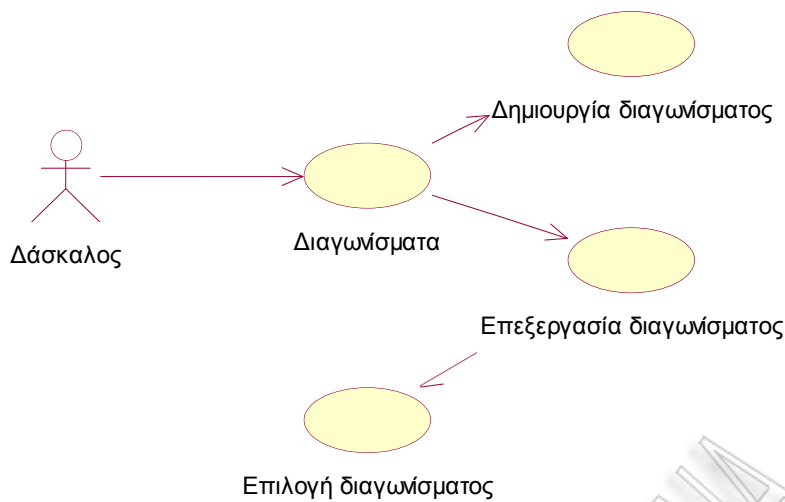 Δημιουργία διαγωνίσματος
Δάσκαλος
Διαγωνίσματα
Επεξεργασία διαγωνίσματος
Επιλογή διαγωνίσματος